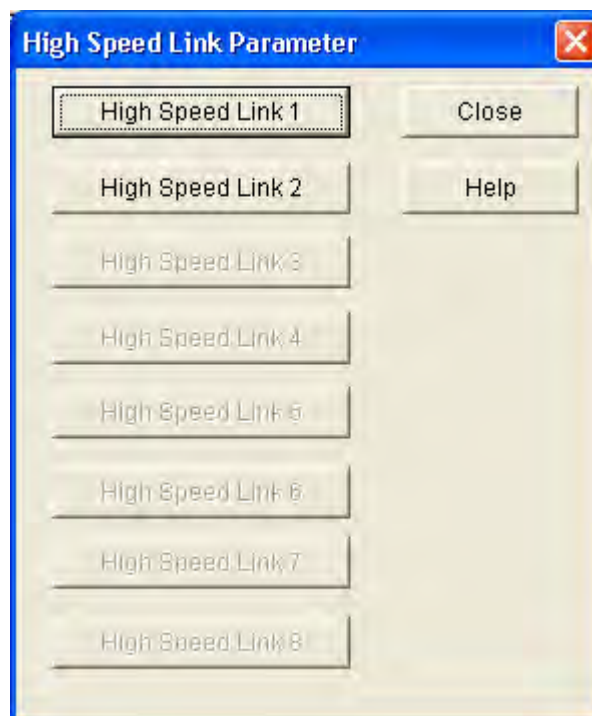 High Speed Link Parameter
High Speed Link 1
Close
High Speed Link 2
Help
High Speed Link 3
High Speed Link 4
High Speed Link 5
High Speed Link 6
High Speed Link 7
High Speed Link 8